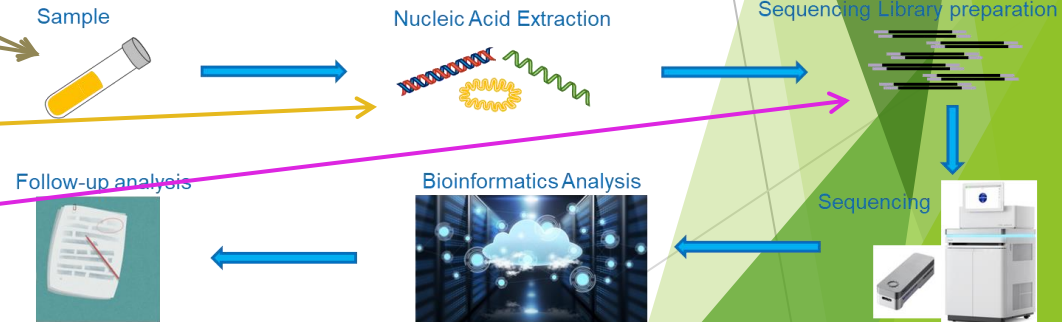 Sample
Nucleic Acid Extraction
Sequencing Library preparation
Follow-up analysis
Bioinformatics Analysis
Sequencing